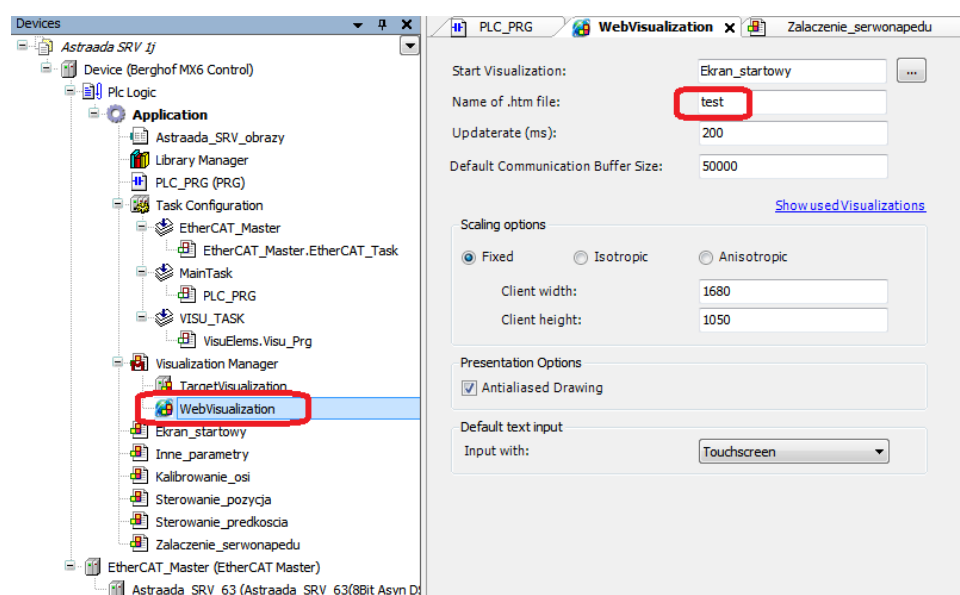 Devices
Astraada SRV 1j
Device (Berghof MX6 Control)
Plc Logic
Application
Astraada_SRV_obrazy
Library Manager
PLC_PRG (PRG)
Task Configuration
EtherCAT_Master
EtherCAT_Master.EtherCAT_Task
MainTask
PLC_PRG
VISU_TASK
VisuElems.Visu_Prg
Visualization Manager
TargetVisualization
WebVisualization
Ekran_startowy
Inne_parametry
Kalibrowanie_osi
Sterowanie_pozycja
Sterowanie_predkoscia
Zalaczenie_serwonapedu
EtherCAT_Master (EtherCAT Master)
Astraada_SRV_63 (Astraada_SRV_63(8Bit Asyn DS
PLC_PRG WebVisualization Zalaczenie_serwonapedu
Start Visualization: Ekran_startowy ...
Name of .htm file: test
Updaterate (ms): 200
Default Communication Buffer Size: 50000
Show used Visualizations
Scaling options
Fixed Isotropic Anisotropic
Client width: 1680
Client height: 1050
Presentation Options
Antialiased Drawing
Default text input
Input with: Touchscreen